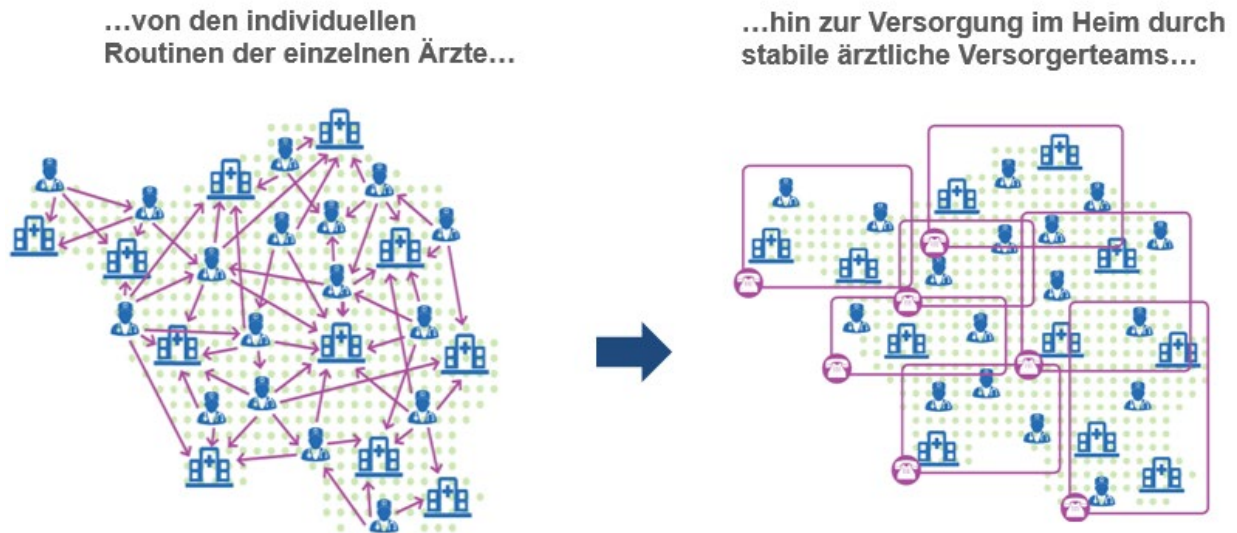 ...von den individuellen
Routinen der einzelnen Ärzte...
...hin zur Versorgung im Heim durch
stabile ärztliche Versorgerteams...